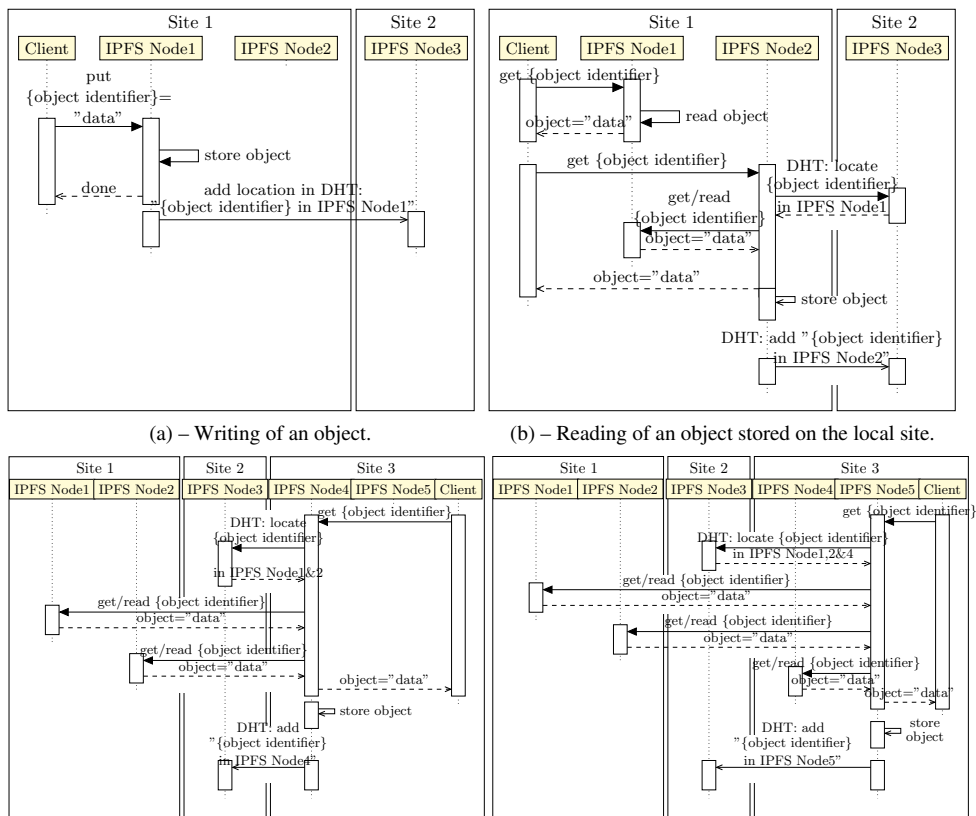 Site 1
Site 2
Client
IPFS Node1
IPFS Node2
IPFS Node3
put
{object identifier}=
"data"
store object
done
add location in DHT:
"{object identifier} in IPFS Node1"
(a) – Writing of an object.
Site 1
Site 2
Client
IPFS Node1
IPFS Node2
IPFS Node3
get {object identifier}
read object
object="data"
get {object identifier}
DHT: locate
{object identifier}
in IPFS Node1
get/read
{object identifier}
object="data"
object="data"
store object
DHT: add "{object identifier}
in IPFS Node2"
(b) – Reading of an object stored on the local site.
Site 1
Site 2
Site 3
IPFS Node1
IPFS Node2
IPFS Node3
IPFS Node4
IPFS Node5
Client
get {object identifier}
DHT: locate
{object identifier}
in IPFS Node1&2
get/read {object identifier}
object="data"
get/read {object identifier}
object="data"
object="data"
store object
DHT: add
"{object identifier}
in IPFS Node4"
Site 1
Site 2
Site 3
IPFS Node1
IPFS Node2
IPFS Node3
IPFS Node4
IPFS Node5
Client
get {object identifier}
DHT: locate {object identifier}
in IPFS Node1,2&4
get/read {object identifier}
object="data"
get/read {object identifier}
object="data"
get/read {object identifier}
object="data"
object="data"
store
object
DHT: add
"{object identifier}
in IPFS Node5"